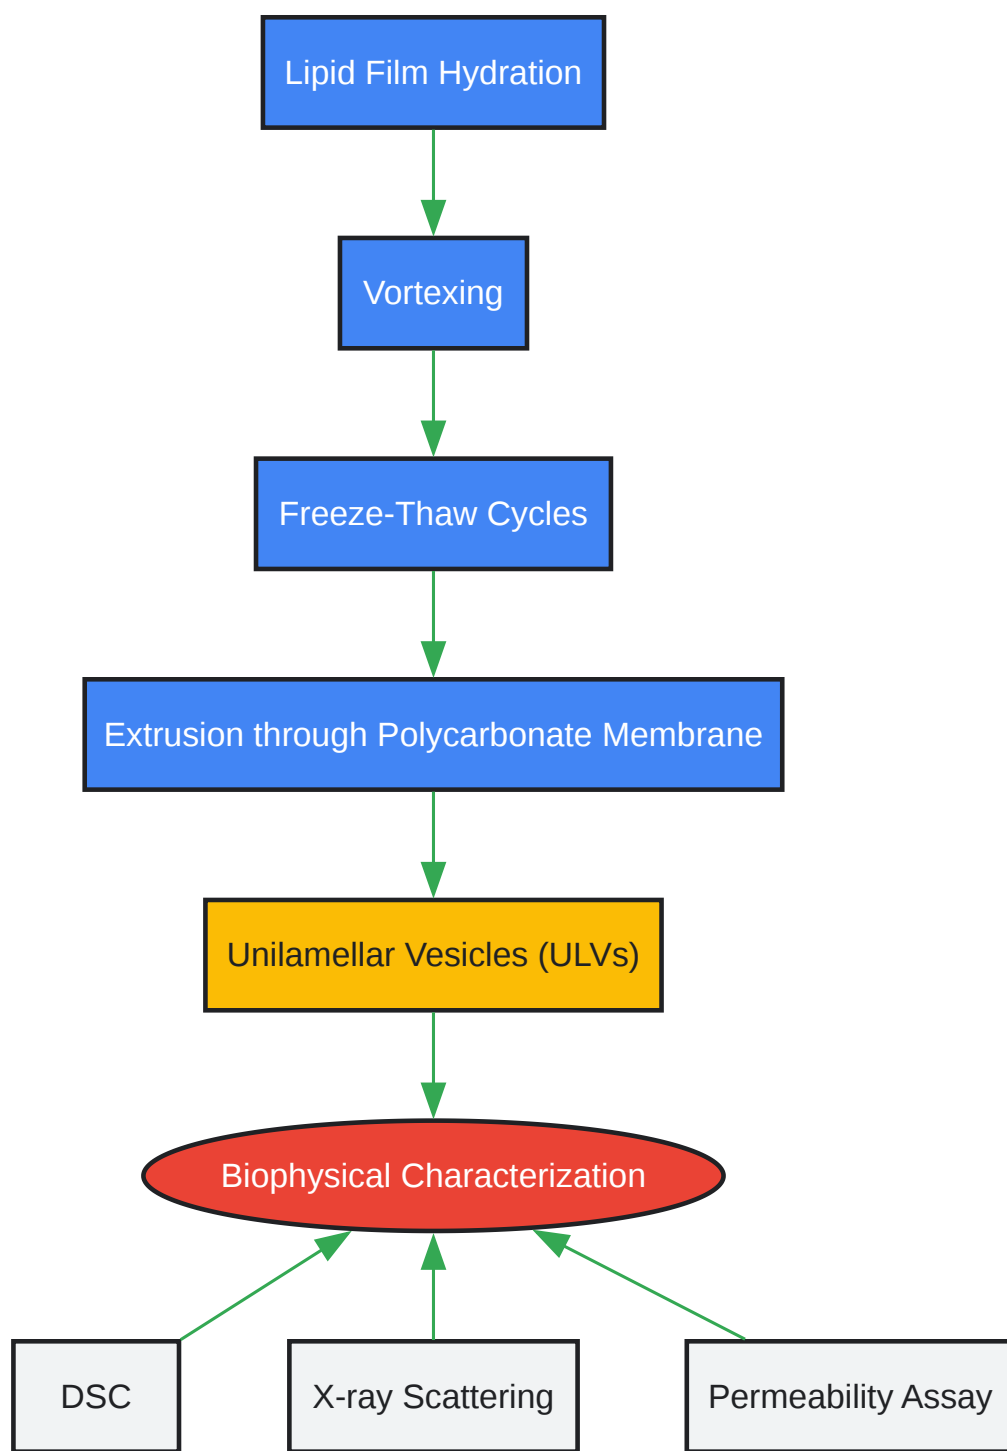 Lipid Film Hydration
Vortexing
Freeze-Thaw Cycles
Extrusion through Polycarbonate Membrane
Unilamellar Vesicles (ULVs)
Biophysical Characterization
DSC
X-ray Scattering
Permeability Assay